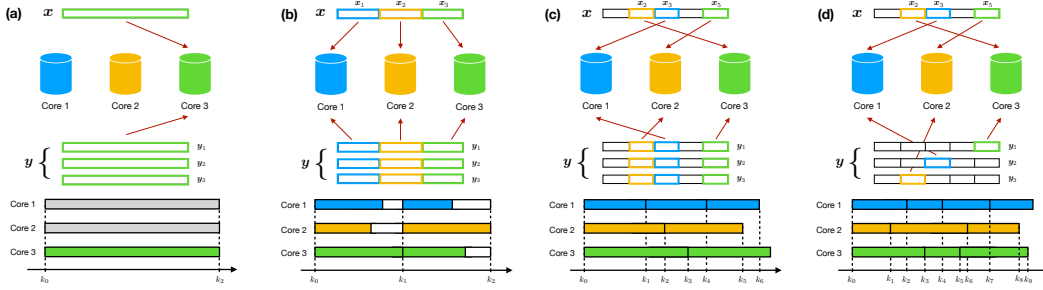 (a)
x
Core 1 Core 2 Core 3
y { y₁
y₂
y₃
Core 1
Core 2
Core 3
k₀ k₂
(b)
x x₁ x₂ x₃
Core 1 Core 2 Core 3
y { y₁
y₂
y₃
Core 1
Core 2
Core 3
k₀ k₁ k₂
(c)
x x₂ x₃ x₅
Core 1 Core 2 Core 3
y { y₁
y₂
y₃
Core 1
Core 2
Core 3
k₀ k₁ k₂ k₃ k₄ k₅ k₆
(d)
x x₂ x₃ x₅
Core 1 Core 2 Core 3
y { y₁
y₂
y₃
Core 1
Core 2
Core 3
k₀ k₁ k₂ k₃ k₄ k₅ k₆ k₇ k₈ k₉